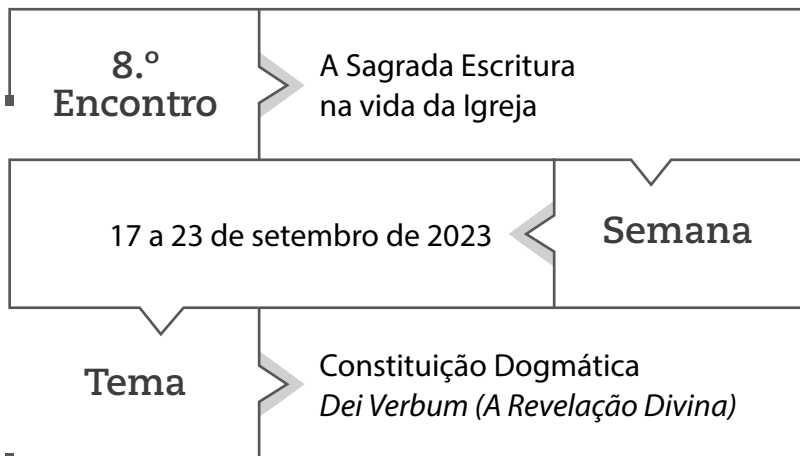 8.º
Encontro
A Sagrada Escritura
na vida da Igreja
17 a 23 de setembro de 2023
Semana
Tema
Constituição Dogmática
Dei Verbum (A Revelação Divina)